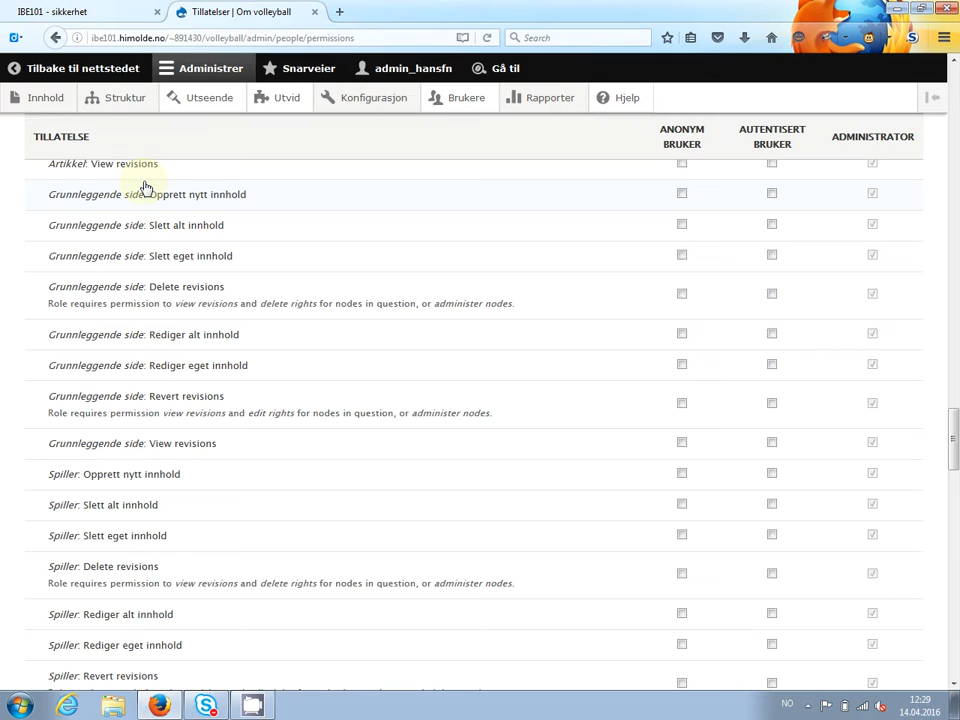 IBE101 - sikkerhet
Tillatelser | Om volleyball
ibe101.himolde.no/~891430/volleyball/admin/people/permissions
Search
Tilbake til nettstedet
Administrer
Snarveier
admin_hansfn
Gå til
Innhold
Struktur
Utseende
Utvid
Konfigurasjon
Brukere
Rapporter
Hjelp
TILLATELSE
ANONYM
BRUKER
AUTENTISERT
BRUKER
ADMINISTRATOR
Artikkel: View revisions
Grunnleggende side: Opprett nytt innhold
Grunnleggende side: Slett alt innhold
Grunnleggende side: Slett eget innhold
Grunnleggende side: Delete revisions
Role requires permission to view revisions and delete rights for nodes in question, or administer nodes.
Grunnleggende side: Rediger alt innhold
Grunnleggende side: Rediger eget innhold
Grunnleggende side: Revert revisions
Role requires permission view revisions and edit rights for nodes in question, or administer nodes.
Grunnleggende side: View revisions
Spiller: Opprett nytt innhold
Spiller: Slett alt innhold
Spiller: Slett eget innhold
Spiller: Delete revisions
Role requires permission to view revisions and delete rights for nodes in question, or administer nodes.
Spiller: Rediger alt innhold
Spiller: Rediger eget innhold
Spiller: Revert revisions
NO
12:29
14.04.2016